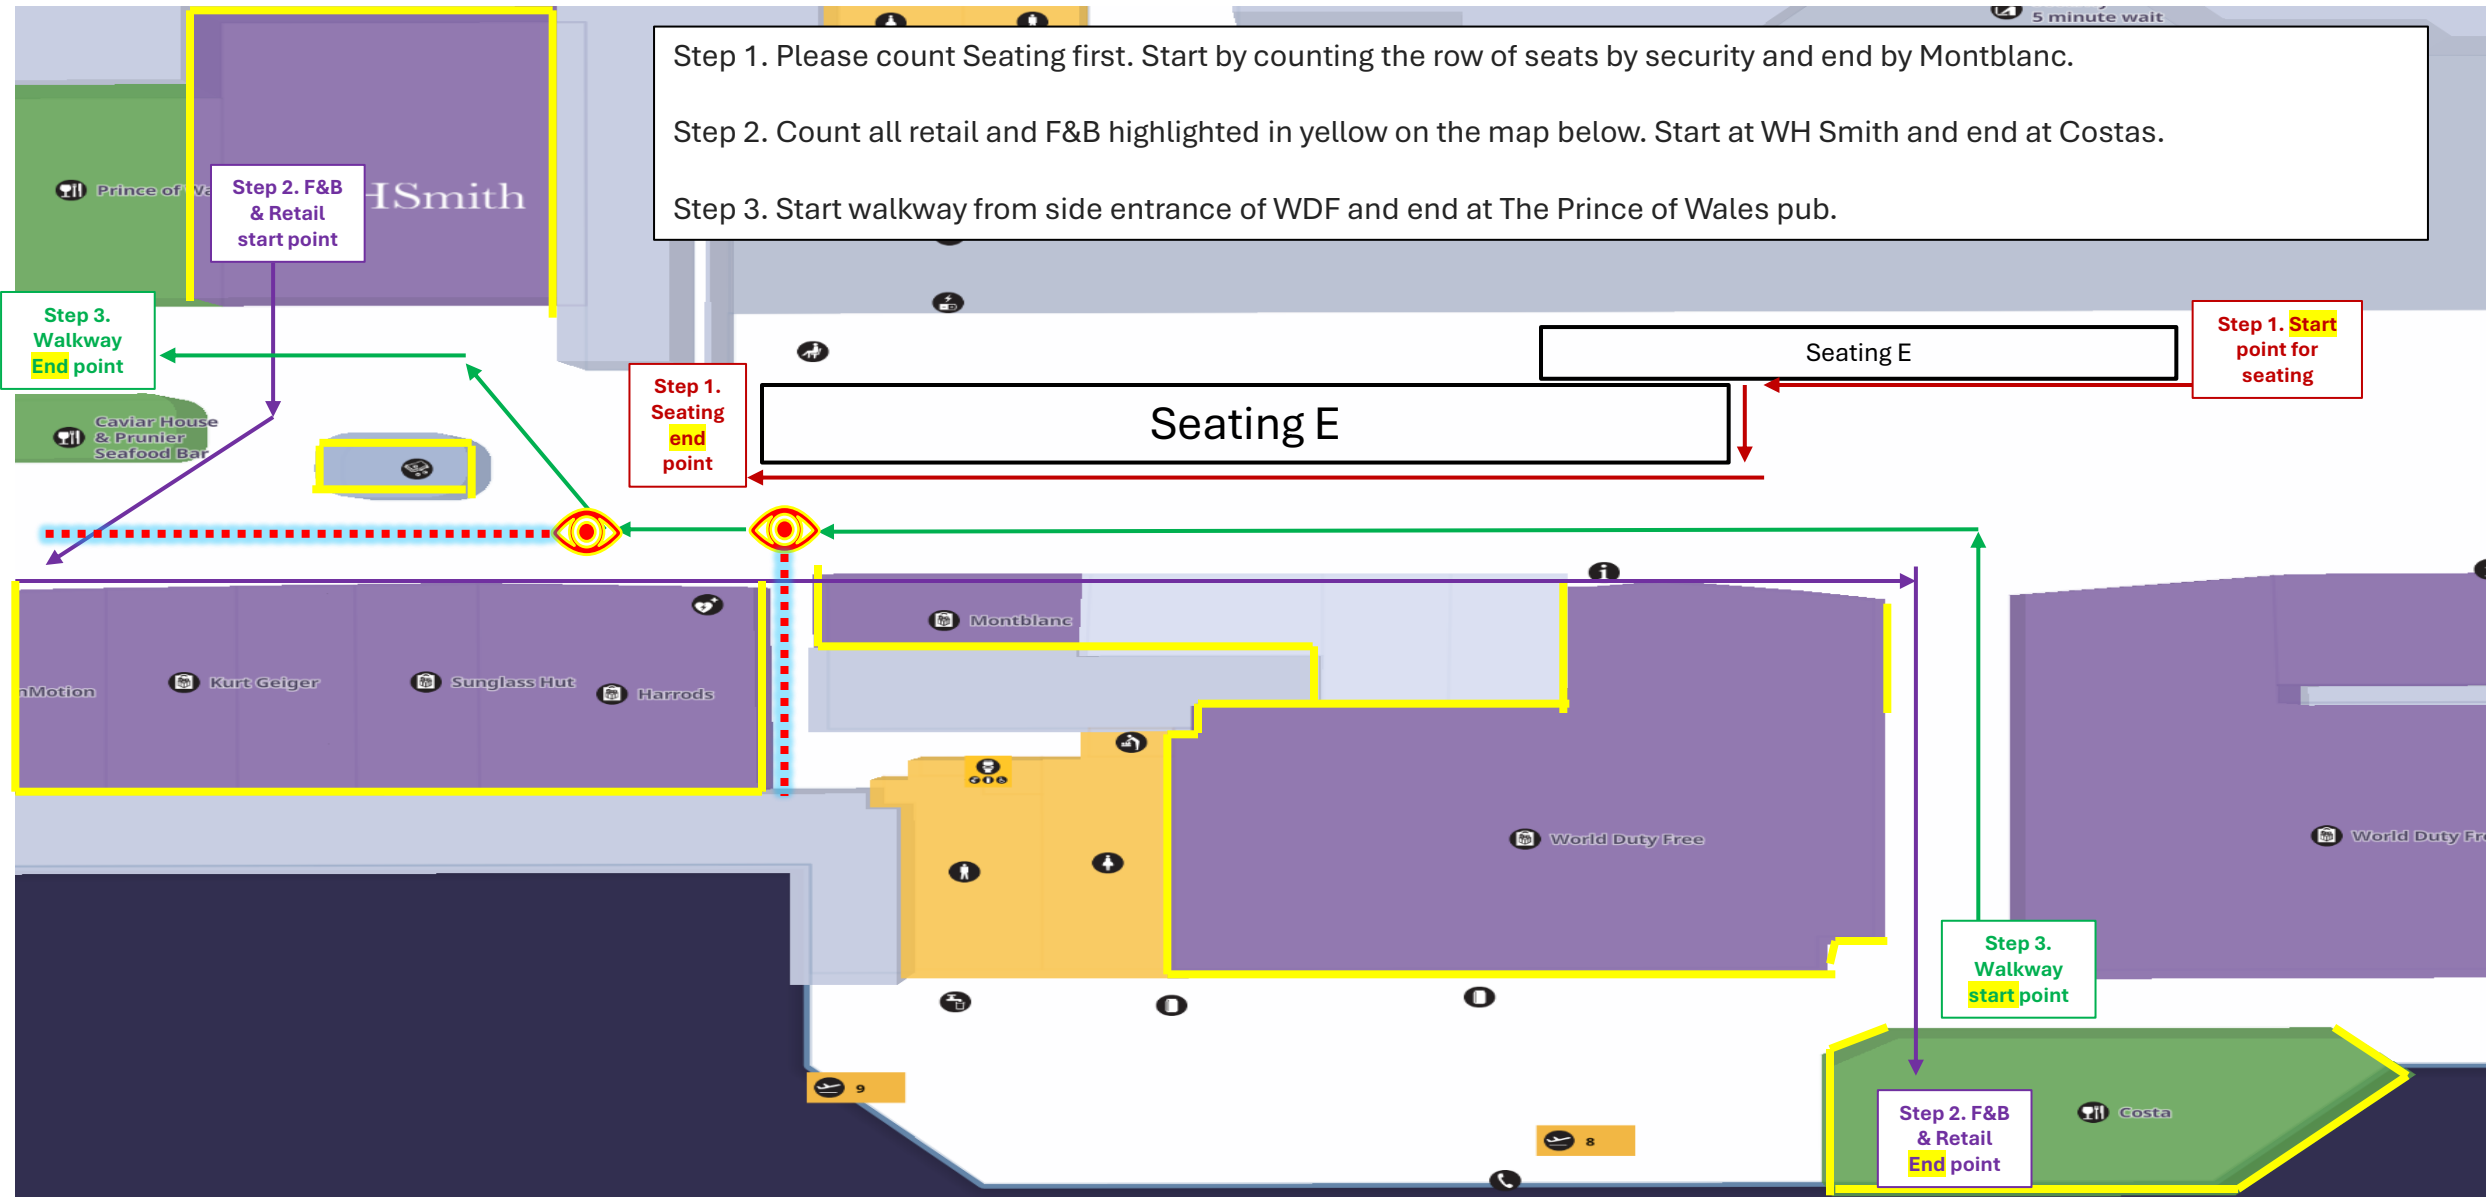 5 minute wait
Step 1. Please count Seating first. Start by counting the row of seats by security and end by Montblanc.
Step 2. Count all retail and F&B highlighted in yellow on the map below. Start at WH Smith and end at Costas.
Step 3. Start walkway from side entrance of WDF and end at The Prince of Wales pub.
Prince of Wa
HSmith
Step 2. F&B
& Retail
start point
Step 3.
Walkway
End point
Caviar House
& Prunier
Seafood Bar
Step 1.
Seating
end
point
Seating E
Seating E
Step 1. Start
point for
seating
nMotion
Kurt Geiger
Sunglass Hut
Harrods
Montblanc
World Duty Free
World Duty Fre
Step 3.
Walkway
start point
9
8
Costa
Step 2. F&B
& Retail
End point